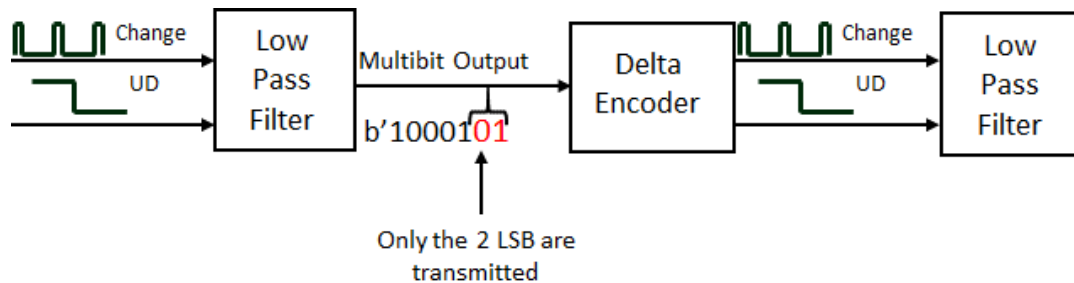 Change
UD
Low
Pass
Filter
Multibit Output
b'1000101
Only the 2 LSB are
transmitted
Delta
Encoder
Change
UD
Low
Pass
Filter